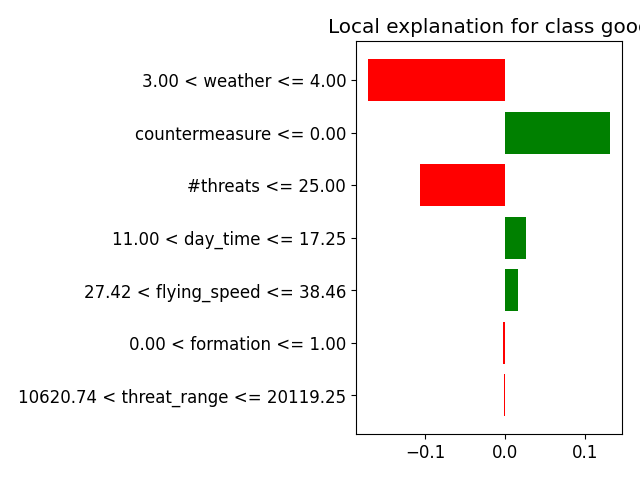 Local explanation for class good
3.00 < weather <= 4.00
countermeasure <= 0.00
#threats <= 25.00
11.00 < day_time <= 17.25
27.42 < flying_speed <= 38.46
0.00 < formation <= 1.00
10620.74 < threat_range <= 20119.25
−0.1 0.0 0.1